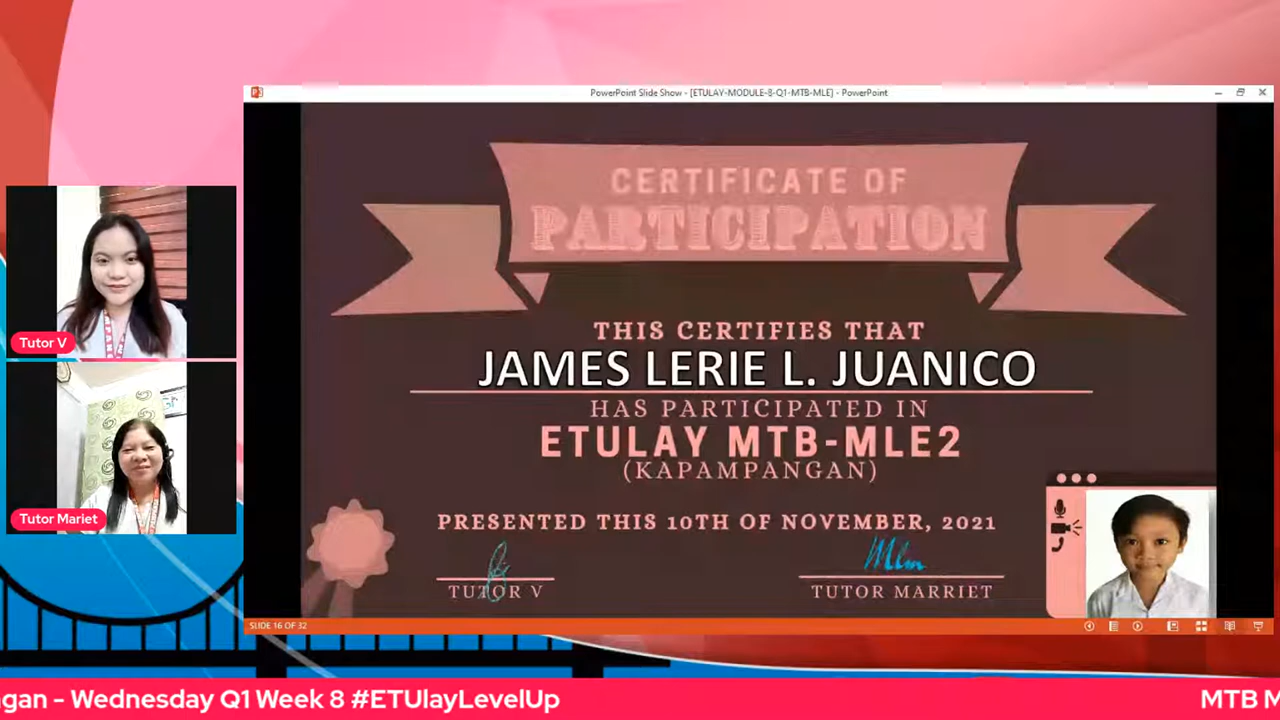 PowerPoint Slide Show - [ETULAY-MODULE-8-Q1-MTB-MLE] - PowerPoint
CERTIFICATE OF
PARTICIPATION
THIS CERTIFIES THAT
JAMES LERIE L. JUANICO
HAS PARTICIPATED IN
ETULAY MTB-MLE2
(KAPAMPANGAN)
PRESENTED THIS 10TH OF NOVEMBER, 2021
TUTOR V
TUTOR MARRIET
SLIDE 16 OF 32
Tutor V
Tutor Mariet
ngan - Wednesday Q1 Week 8 #ETUlayLevelUp
MTB M